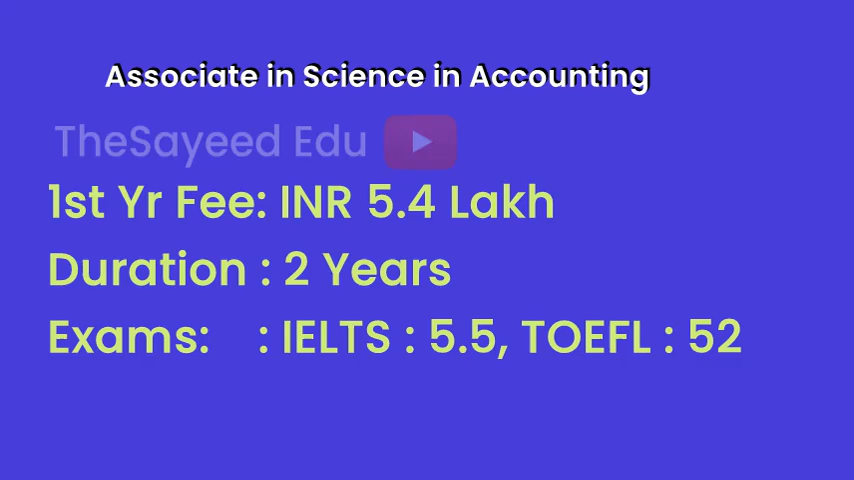 Associate in Science in Accounting
TheSayeed Edu
1st Yr Fee: INR 5.4 Lakh
Duration : 2 Years
Exams: : IELTS : 5.5, TOEFL : 52